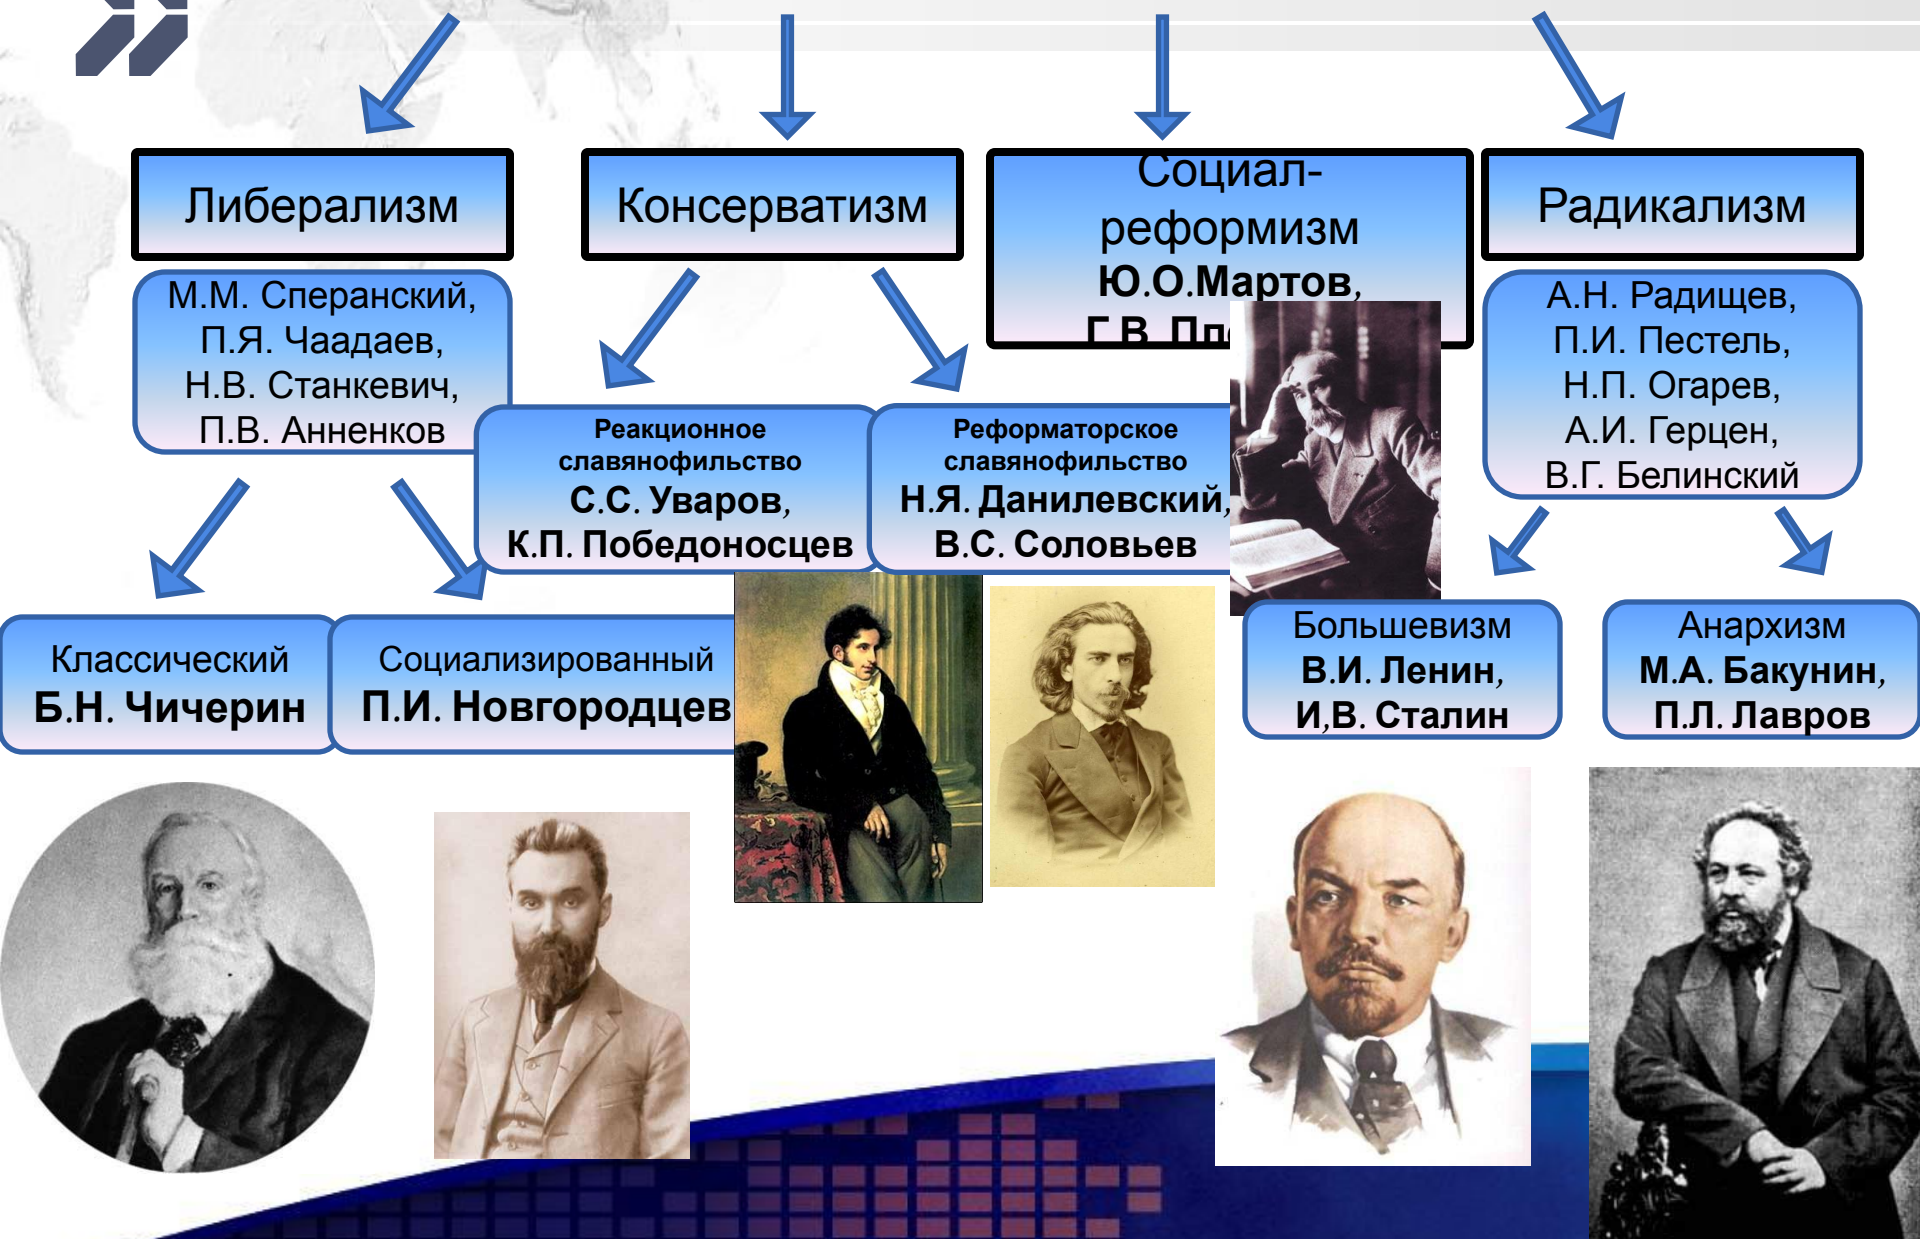 Либерализм
М.М. Сперанский,
П.Я. Чаадаев,
Н.В. Станкевич,
П.В. Анненков
Классический
Б.Н. Чичерин
Социализированный
П.И. Новгородцев
Консерватизм
Реакционное
славянофильство
С.С. Уваров,
К.П. Победоносцев
Реформаторское
славянофильство
Н.Я. Данилевский,
В.С. Соловьев
Социал-
реформизм
Ю.О.Мартов,
Г.В.
Радикализм
А.Н. Радищев,
П.И. Пестель,
Н.П. Огарев,
А.И. Герцен,
В.Г. Белинский
Большевизм
В.И. Ленин,
И,В. Сталин
Анархизм
М.А. Бакунин,
П.Л. Лавров